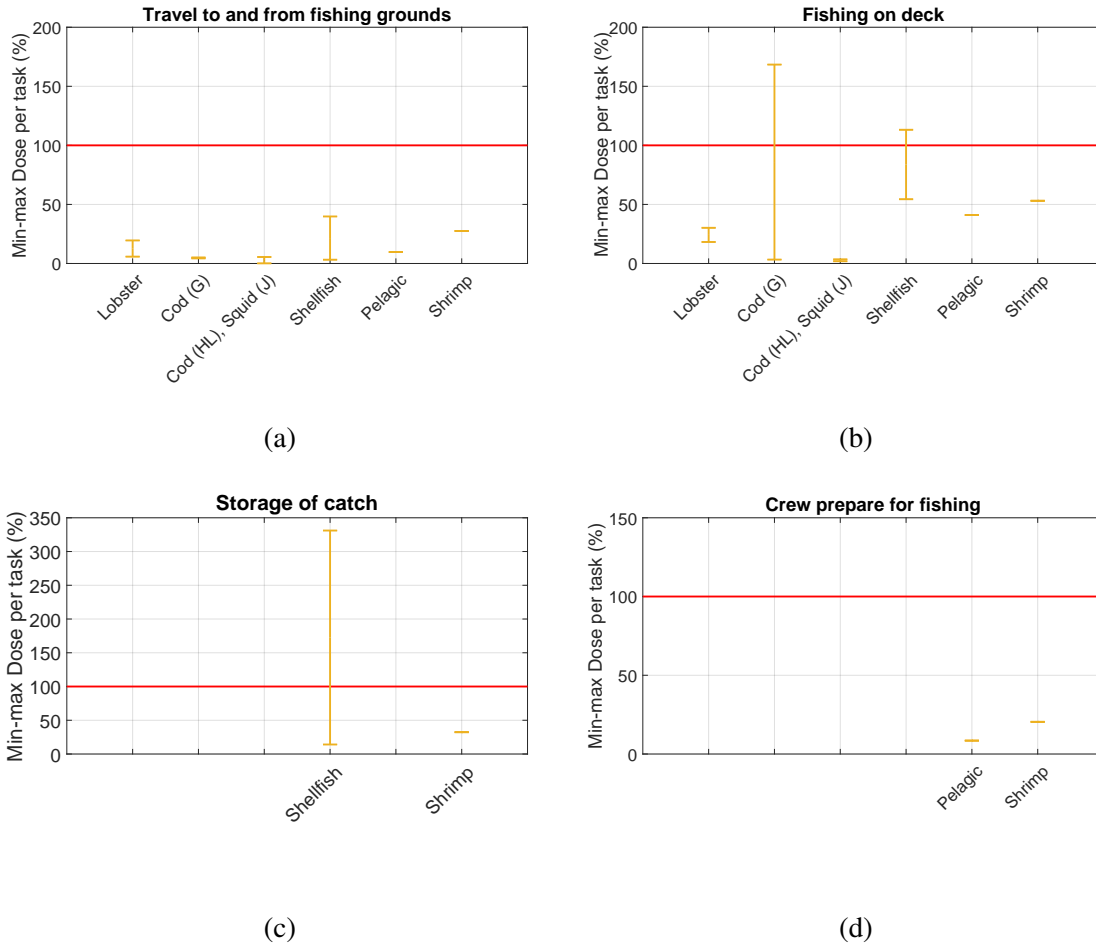 Travel to and from fishing grounds
Min-max Dose per task (%)
200
150
100
50
0
Lobster
Cod (G)
Cod (HL), Squid (J)
Shellfish
Pelagic
Shrimp
(a)
Fishing on deck
Min-max Dose per task (%)
200
150
100
50
0
Lobster
Cod (G)
Cod (HL), Squid (J)
Shellfish
Pelagic
Shrimp
(b)
Storage of catch
Min-max Dose per task (%)
350
300
250
200
150
100
50
0
Shellfish
Shrimp
(c)
Crew prepare for fishing
Min-max Dose per task (%)
150
100
50
0
Pelagic
Shrimp
(d)